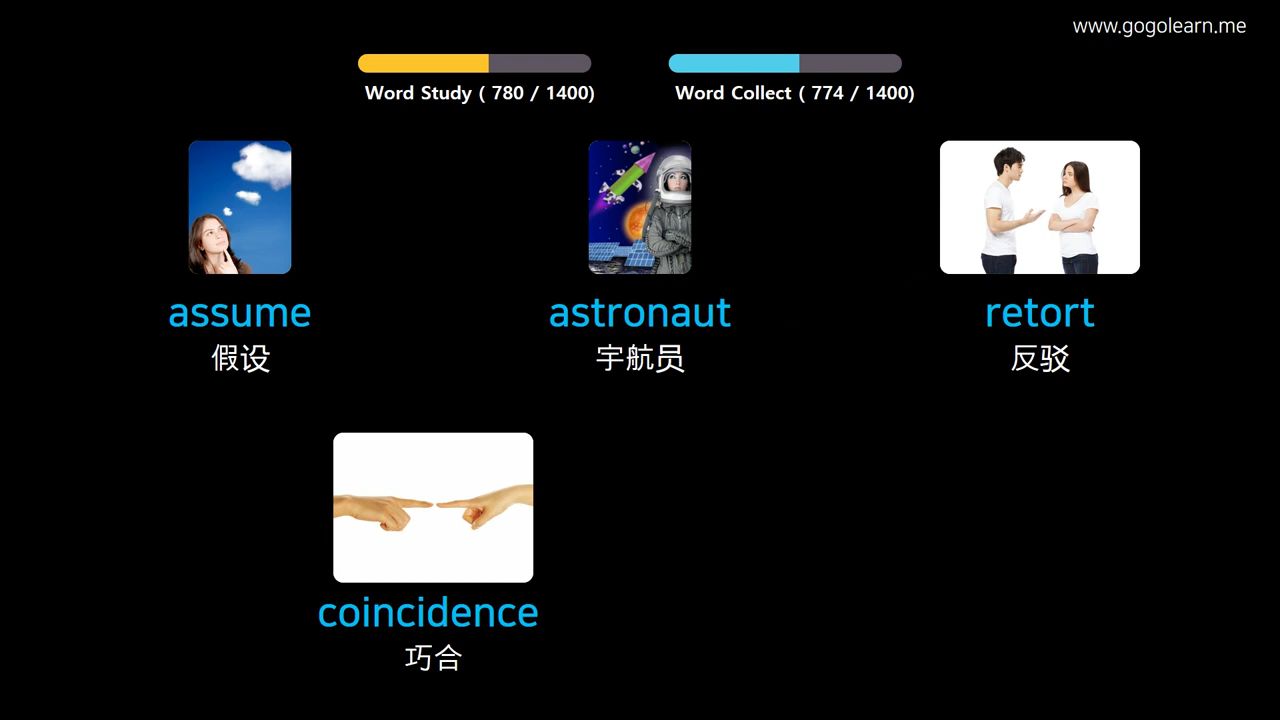 www.gogolearn.me
Word Study ( 780 / 1400)
Word Collect ( 774 / 1400)
assume
astronaut
retort
假设
宇航员
反驳
coincidence
巧合